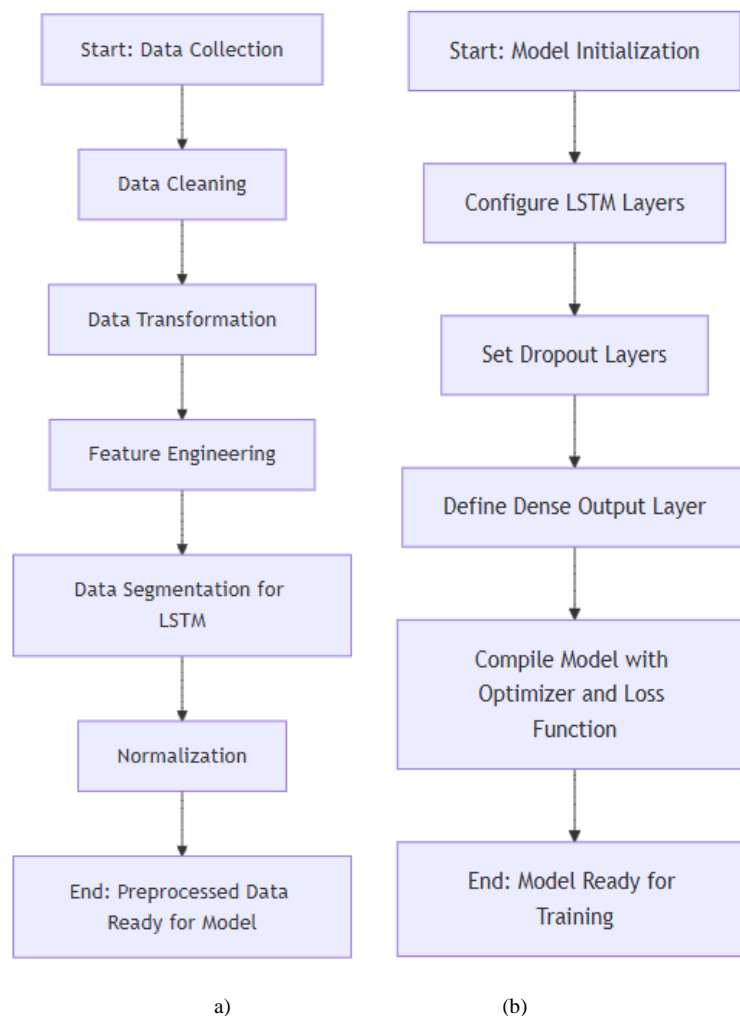 Start: Data Collection
Data Cleaning
Data Transformation
Feature Engineering
Data Segmentation for
LSTM
Normalization
End: Preprocessed Data
Ready for Model
a)
Start: Model Initialization
Configure LSTM Layers
Set Dropout Layers
Define Dense Output Layer
Compile Model with
Optimizer and Loss
Function
End: Model Ready for
Training
(b)